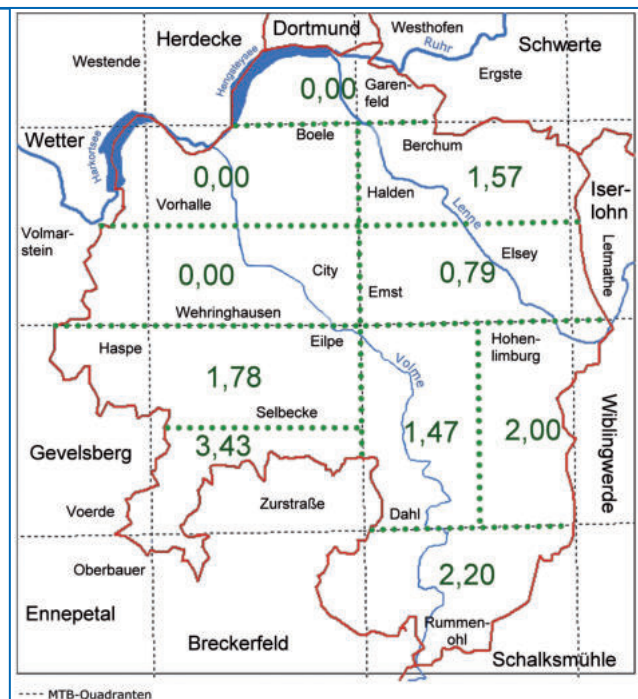 Dortmund
Westhofen
Herdecke
Ruhr
Schwerte
Westende
Hengsteysee
Ergste
0,00
Garen-
feld
Boele
Wetter
Harkortsee
Berchum
0,00
1,57
Iser-
lohn
Halden
Vorhalle
Lenne
Volmar-
stein
Letmathe
City
Elsey
0,00
0,79
Emst
Wehringhausen
Eilpe
Hohen-
limburg
Haspe
Volme
1,78
Selbecke
1,47
2,00
Wiblingwerde
3,43
Gevelsberg
Zurstraße
Voerde
Dahl
Oberbauer
2,20
Ennepetal
Rummen-
ohl
Breckerfeld
Schalksmühle
---- MTB-Quadranten